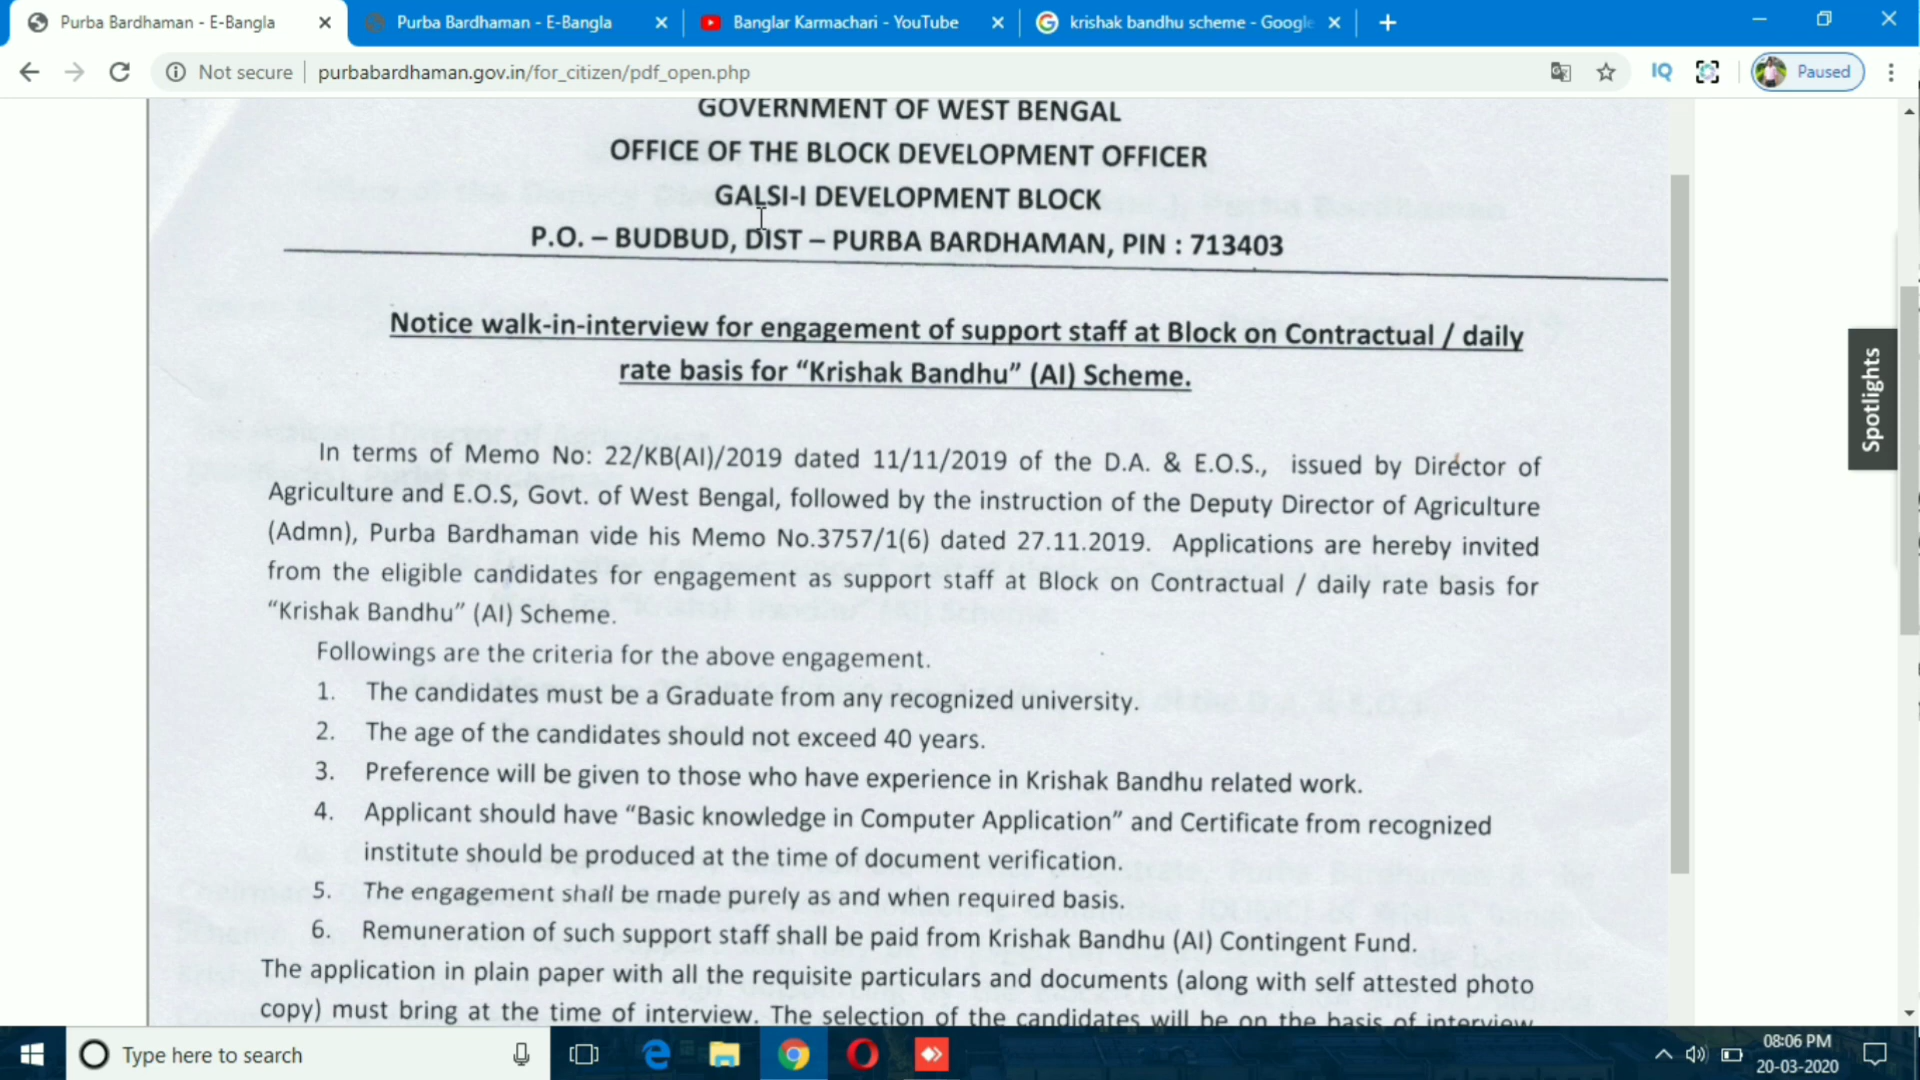 Purba Bardhaman - E-Bangla
Purba Bardhaman - E-Bangla
Banglar Karmachari - YouTube
krishak bandhu scheme - Google
Not secure
purbabardhaman.gov.in/for_citizen/pdf_open.php
IQ
Paused
GOVERNMENT OF WEST BENGAL
OFFICE OF THE BLOCK DEVELOPMENT OFFICER
GALSI-I DEVELOPMENT BLOCK
P.O. – BUDBUD, DIST – PURBA BARDHAMAN, PIN : 713403
Notice walk-in-interview for engagement of support staff at Block on Contractual / daily
rate basis for “Krishak Bandhu” (AI) Scheme.
In terms of Memo No: 22/KB(AI)/2019 dated 11/11/2019 of the D.A. & E.O.S., issued by Director of
Agriculture and E.O.S, Govt. of West Bengal, followed by the instruction of the Deputy Director of Agriculture
(Admn), Purba Bardhaman vide his Memo No.3757/1(6) dated 27.11.2019. Applications are hereby invited
from the eligible candidates for engagement as support staff at Block on Contractual / daily rate basis for
“Krishak Bandhu” (AI) Scheme.
Followings are the criteria for the above engagement.
1. The candidates must be a Graduate from any recognized university.
2. The age of the candidates should not exceed 40 years.
3. Preference will be given to those who have experience in Krishak Bandhu related work.
4. Applicant should have “Basic knowledge in Computer Application” and Certificate from recognized
institute should be produced at the time of document verification.
5. The engagement shall be made purely as and when required basis.
6. Remuneration of such support staff shall be paid from Krishak Bandhu (AI) Contingent Fund.
The application in plain paper with all the requisite particulars and documents (along with self attested photo
copy) must bring at the time of interview. The selection of the candidates will be on the basis of interview
Spotlights
Type here to search
08:06 PM
20-03-2020